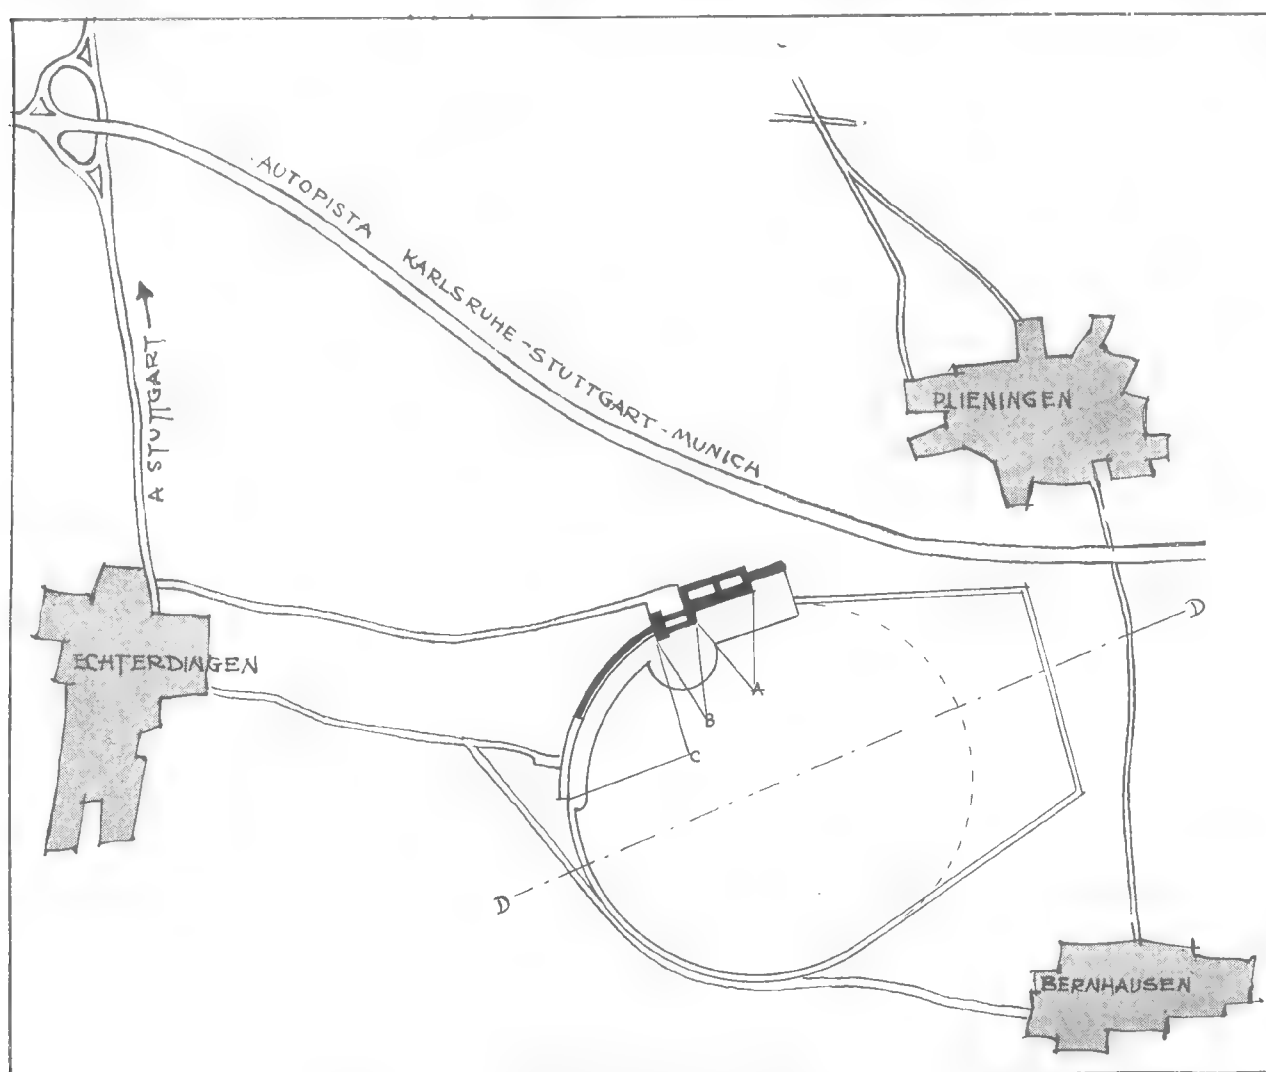 AUTOPISTA KARLSRUHE-STUTTGART-MUNICH
A STUTTGART
PLIENINGEN
D
ECHTERDINGEN
A
B
C
D
BERNHAUSEN